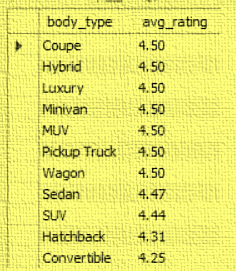 body_type avg_rating
Coupe 4.50
Hybrid 4.50
Luxury 4.50
Minivan 4.50
MUV 4.50
Pickup Truck 4.50
Wagon 4.50
Sedan 4.47
SUV 4.44
Hatchback 4.31
Convertible 4.25